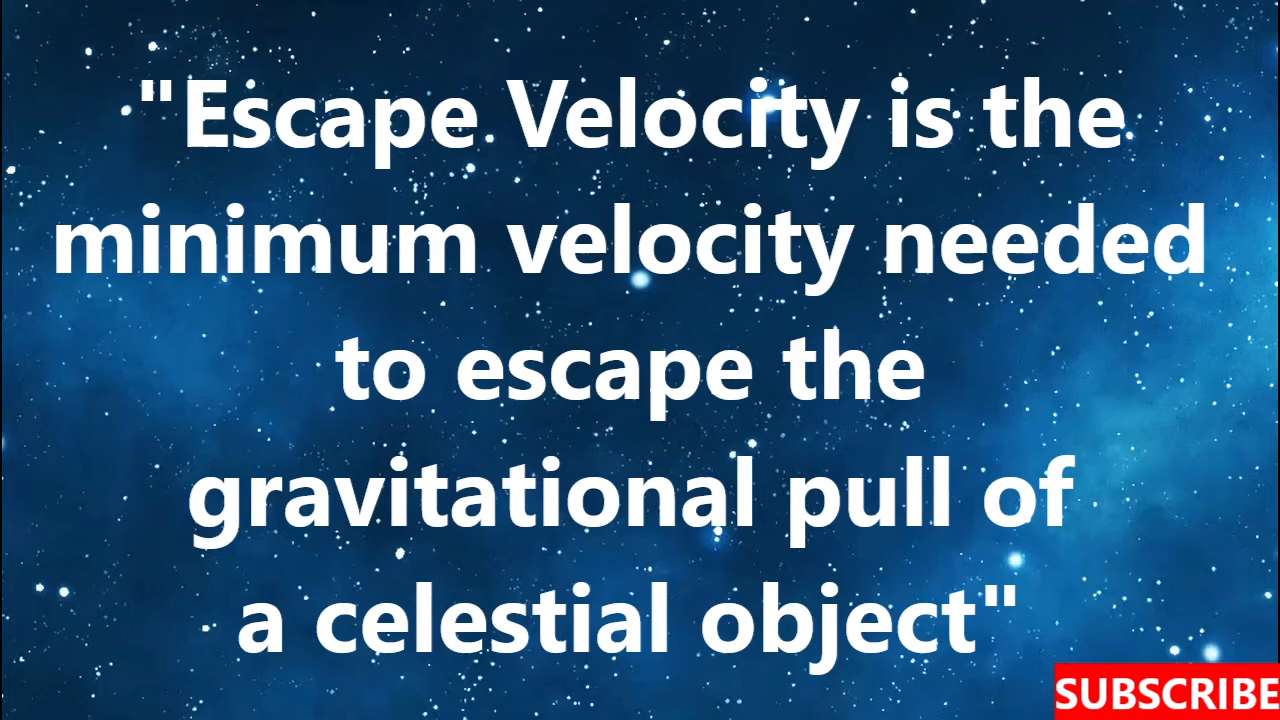 "Escape Velocity is the
minimum velocity needed
to escape the
gravitational pull of
a celestial object"
SUBSCRIBE